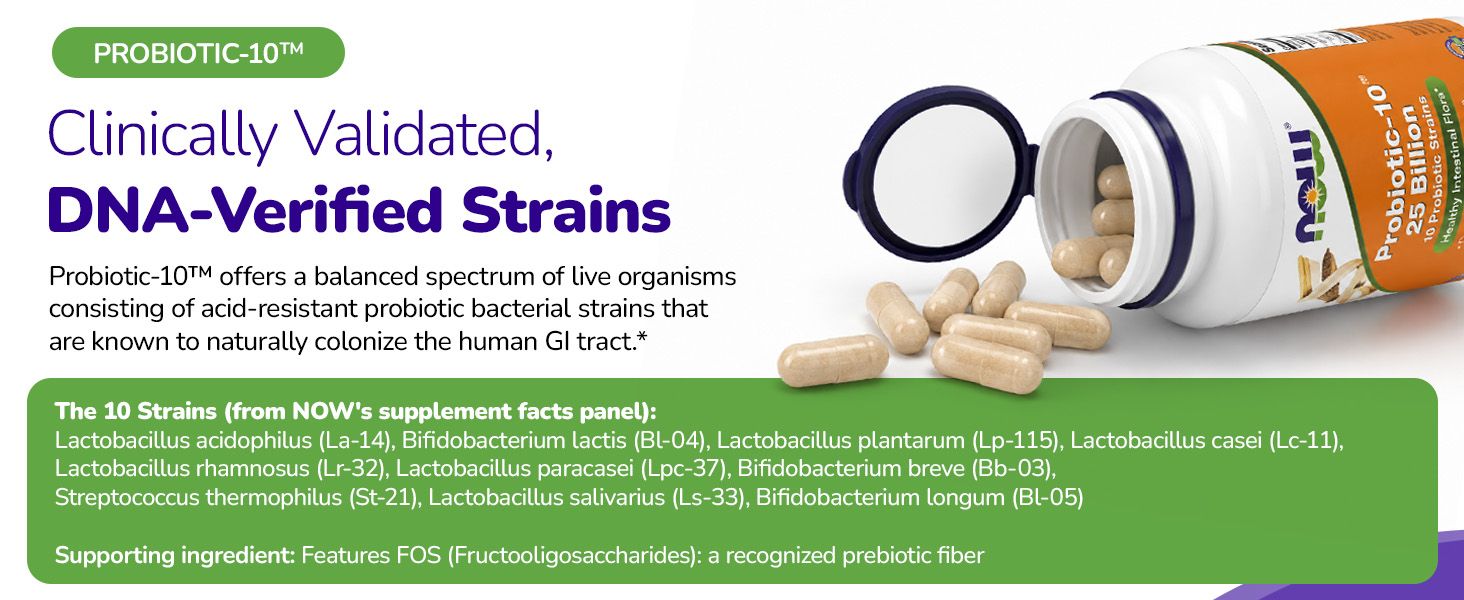 PROBIOTIC-10™
Clinically Validated,
DNA-Verified Strains
Probiotic-10™ offers a balanced spectrum of live organisms
consisting of acid-resistant probiotic bacterial strains that
are known to naturally colonize the human GI tract.*
NOW®
Probiotic-10™
25 Billion
10 Probiotic Strains
Healthy Intestinal Flora*
The 10 Strains (from NOW's supplement facts panel):
Lactobacillus acidophilus (La-14), Bifidobacterium lactis (Bl-04), Lactobacillus plantarum (Lp-115), Lactobacillus casei (Lc-11),
Lactobacillus rhamnosus (Lr-32), Lactobacillus paracasei (Lpc-37), Bifidobacterium breve (Bb-03),
Streptococcus thermophilus (St-21), Lactobacillus salivarius (Ls-33), Bifidobacterium longum (Bl-05)
Supporting ingredient: Features FOS (Fructooligosaccharides): a recognized prebiotic fiber